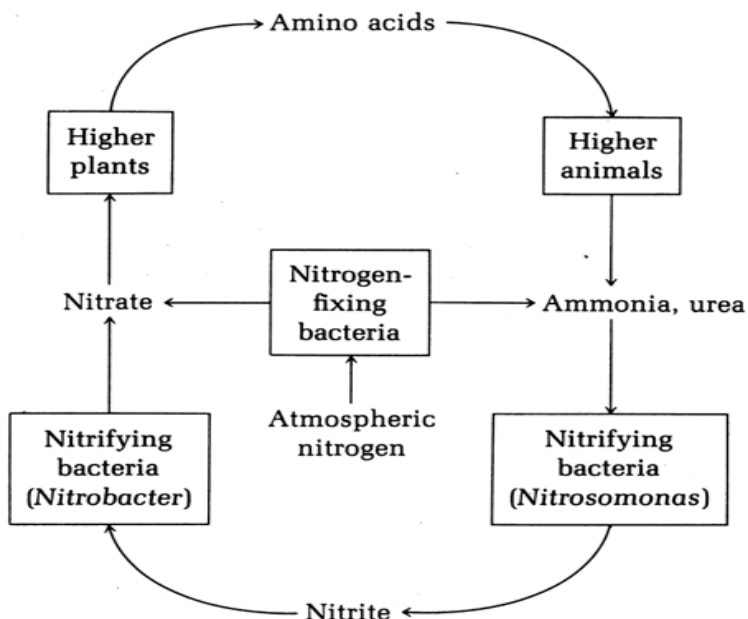 Amino acids
Higher
plants
Higher
animals
Nitrogen-
fixing
bacteria
Nitrate
Ammonia, urea
Atmospheric
nitrogen
Nitrifying
bacteria
(Nitrobacter)
Nitrifying
bacteria
(Nitrosomonas)
Nitrite